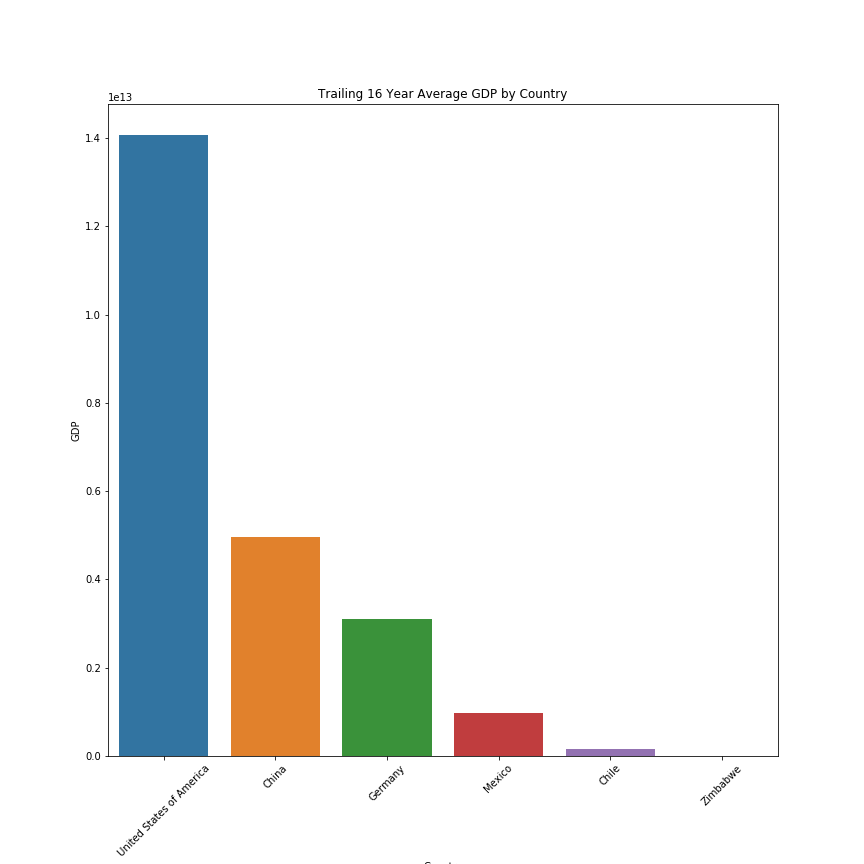 Trailing 16 Year Average GDP by Country
1e13
1.4
1.2
1.0
0.8
0.6
0.4
0.2
0.0
GDP
United States of America
China
Germany
Mexico
Chile
Zimbabwe